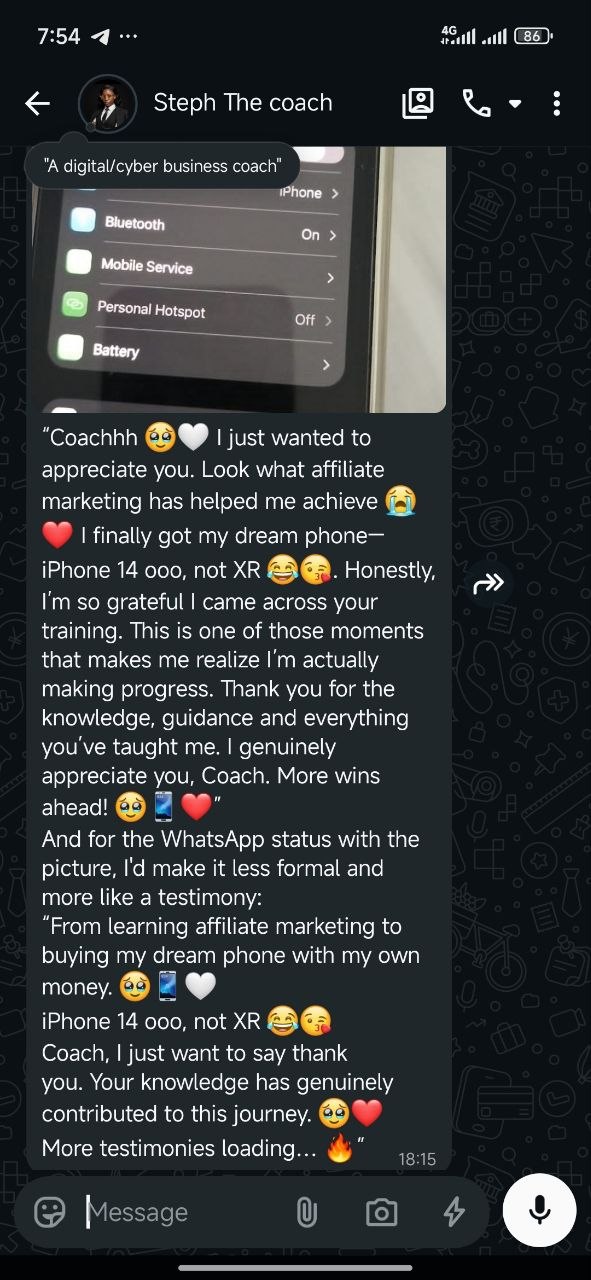 7:54
4G
86
Steph The coach
"A digital/cyber business coach"
iPhone
Bluetooth
On
Mobile Service
Personal Hotspot
Off
Battery
“Coachhh 🥹🤍 I just wanted to
appreciate you. Look what affiliate
marketing has helped me achieve 😭
❤️ I finally got my dream phone—
iPhone 14 ooo, not XR 😂😘. Honestly,
I’m so grateful I came across your
training. This is one of those moments
that makes me realize I’m actually
making progress. Thank you for the
knowledge, guidance and everything
you’ve taught me. I genuinely
appreciate you, Coach. More wins
ahead! 🥹📱❤️”
And for the WhatsApp status with the
picture, I'd make it less formal and
more like a testimony:
“From learning affiliate marketing to
buying my dream phone with my own
money. 🥹📱🤍
iPhone 14 ooo, not XR 😂😘
Coach, I just want to say thank
you. Your knowledge has genuinely
contributed to this journey. 🥹❤️
More testimonies loading... 🔥”
18:15
Message